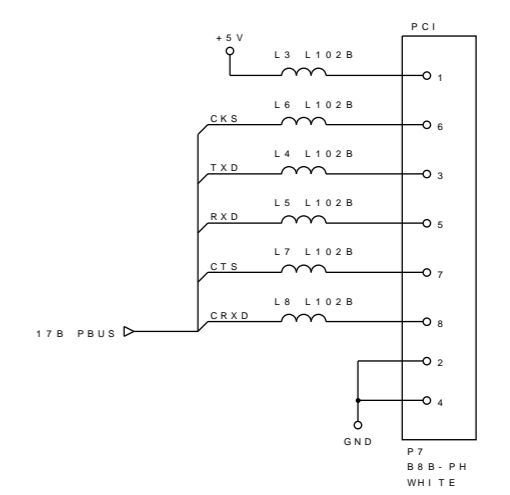 PCI
+5V
L3 L102B
1
L6 L102B
CKS
6
L4 L102B
TXD
3
L5 L102B
RXD
5
L7 L102B
CTS
7
L8 L102B
CRXD
8
17B PBUS
2
4
GND
P7
B8B-PH
WHITE